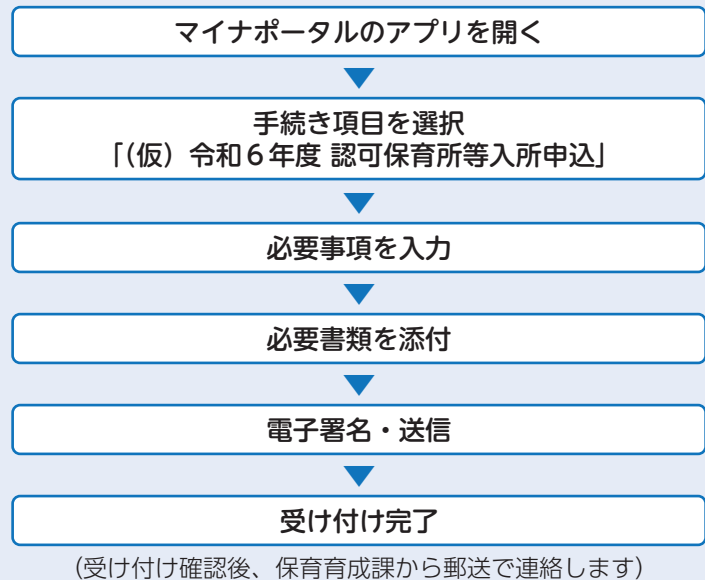 マイナポータルのアプリを開く
手続き項目を選択
「(仮) 令和６年度 認可保育所等入所申込」
必要事項を入力
必要書類を添付
電子署名・送信
受け付け完了
(受け付け確認後、保育育成課から郵送で連絡します)